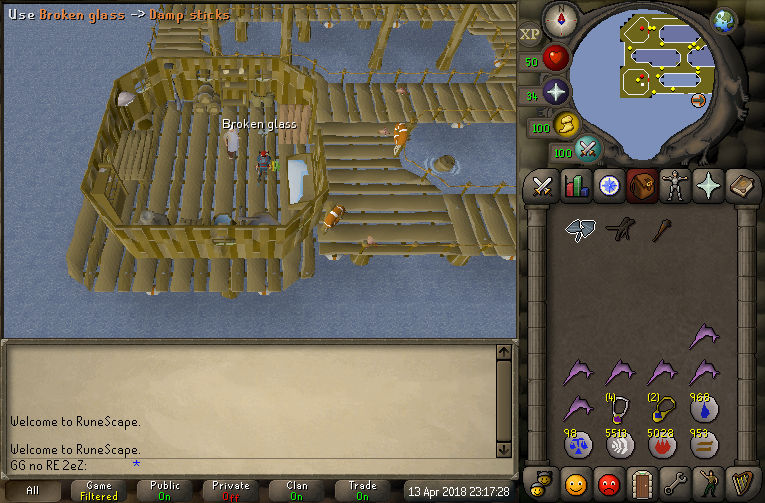 Use Broken glass -> Damp sticks
XP
50
34
100
100
Broken glass
(4) (2) 968
98 5513 5028 953
Welcome to RuneScape.
Welcome to RuneScape.
GG no RE 2eZ: *
All
Game
Filtered
Public
On
Private
Off
Clan
On
Trade
On
13 Apr 2018 23:17:28